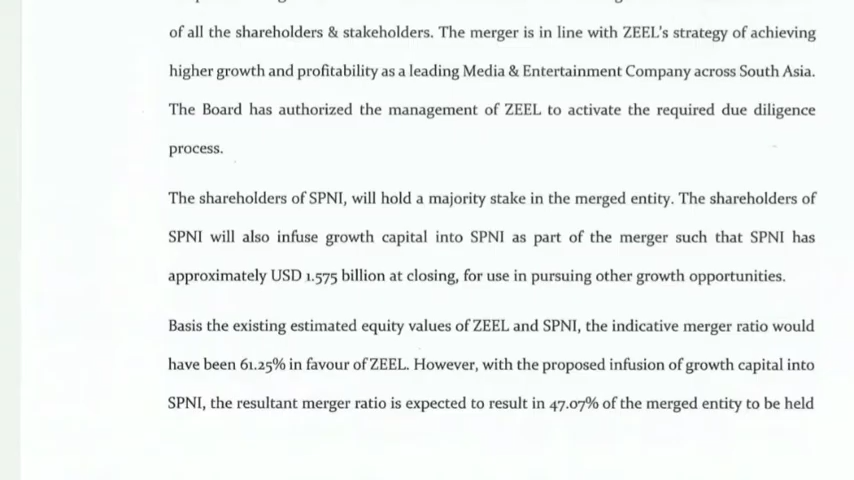 of all the shareholders & stakeholders. The merger is in line with ZEEL's strategy of achieving
higher growth and profitability as a leading Media & Entertainment Company across South Asia.
The Board has authorized the management of ZEEL to activate the required due diligence
process.
The shareholders of SPNI, will hold a majority stake in the merged entity. The shareholders of
SPNI will also infuse growth capital into SPNI as part of the merger such that SPNI has
approximately USD 1.575 billion at closing, for use in pursuing other growth opportunities.
Basis the existing estimated equity values of ZEEL and SPNI, the indicative merger ratio would
have been 61.25% in favour of ZEEL. However, with the proposed infusion of growth capital into
SPNI, the resultant merger ratio is expected to result in 47.07% of the merged entity to be held